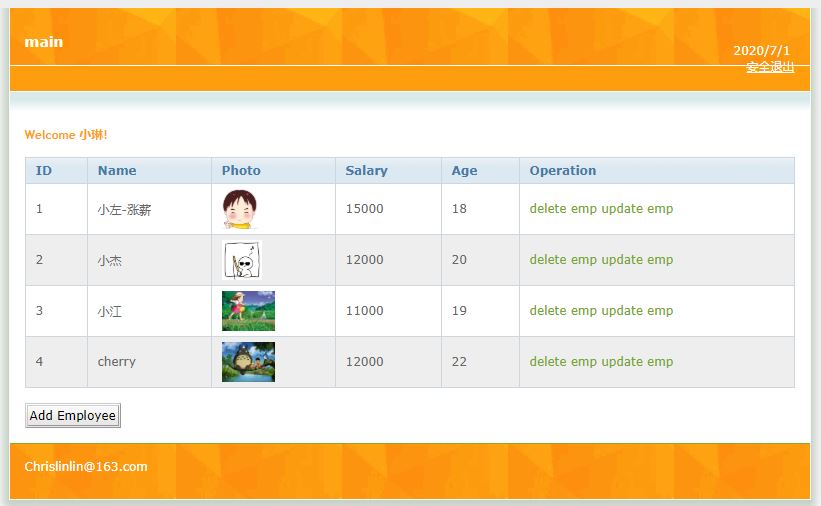 main
2020/7/1
安全退出
Welcome 小琳!
ID Name Photo Salary Age Operation
1 小左-涨薪 15000 18 delete emp update emp
2 小杰 12000 20 delete emp update emp
3 小江 11000 19 delete emp update emp
4 cherry 12000 22 delete emp update emp
Add Employee
Chrislinlin@163.com